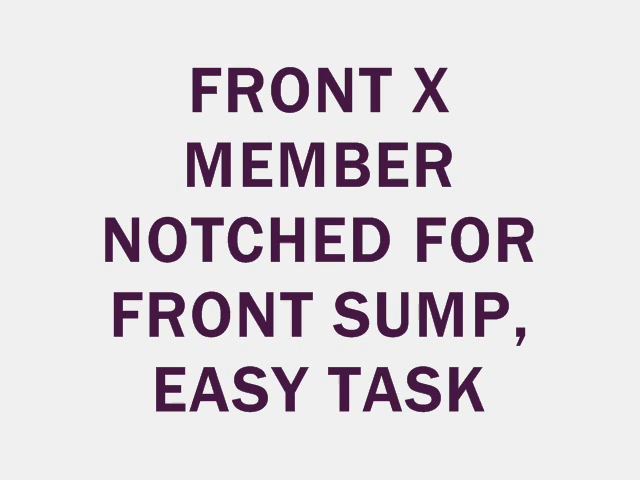 FRONT X
MEMBER
NOTCHED FOR
FRONT SUMP,
EASY TASK